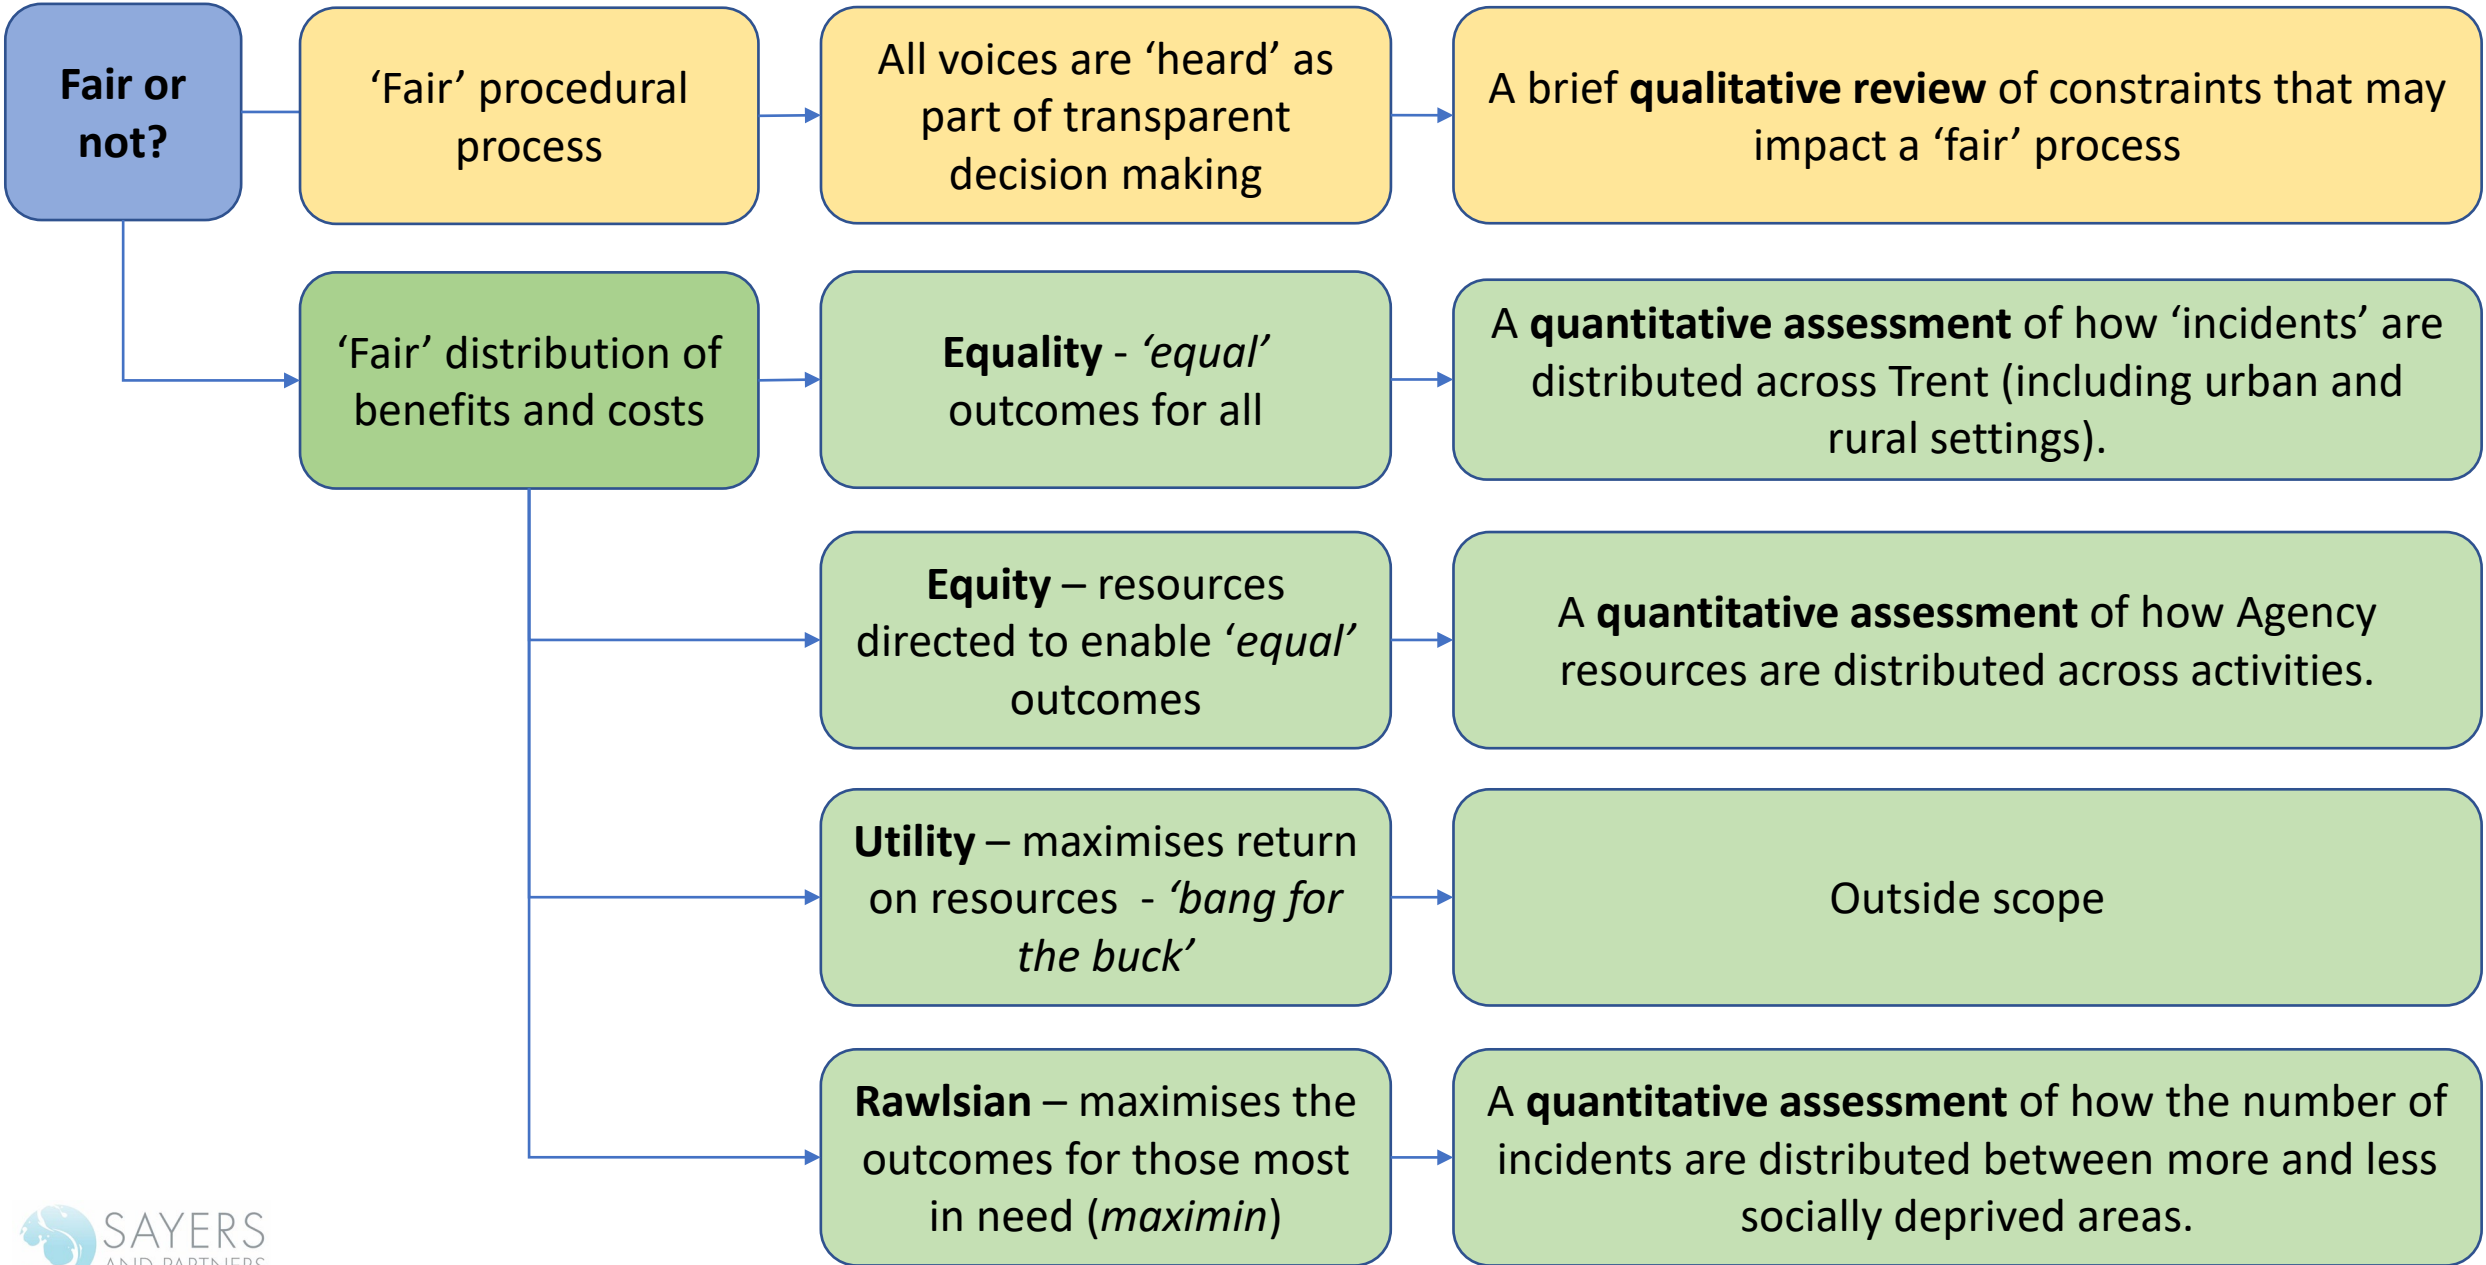 Fair or
not?
‘Fair’ procedural
process
All voices are ‘heard’ as
part of transparent
decision making
A brief qualitative review of constraints that may
impact a ‘fair’ process
‘Fair’ distribution of
benefits and costs
Equality - ‘equal’
outcomes for all
A quantitative assessment of how ‘incidents’ are
distributed across Trent (including urban and
rural settings).
Equity – resources
directed to enable ‘equal’
outcomes
A quantitative assessment of how Agency
resources are distributed across activities.
Utility – maximises return
on resources  - ‘bang for
the buck’
Outside scope
Rawlsian – maximises the
outcomes for those most
in need (maximin)
A quantitative assessment of how the number of
incidents are distributed between more and less
socially deprived areas.
SAYERS
AND PARTNERS